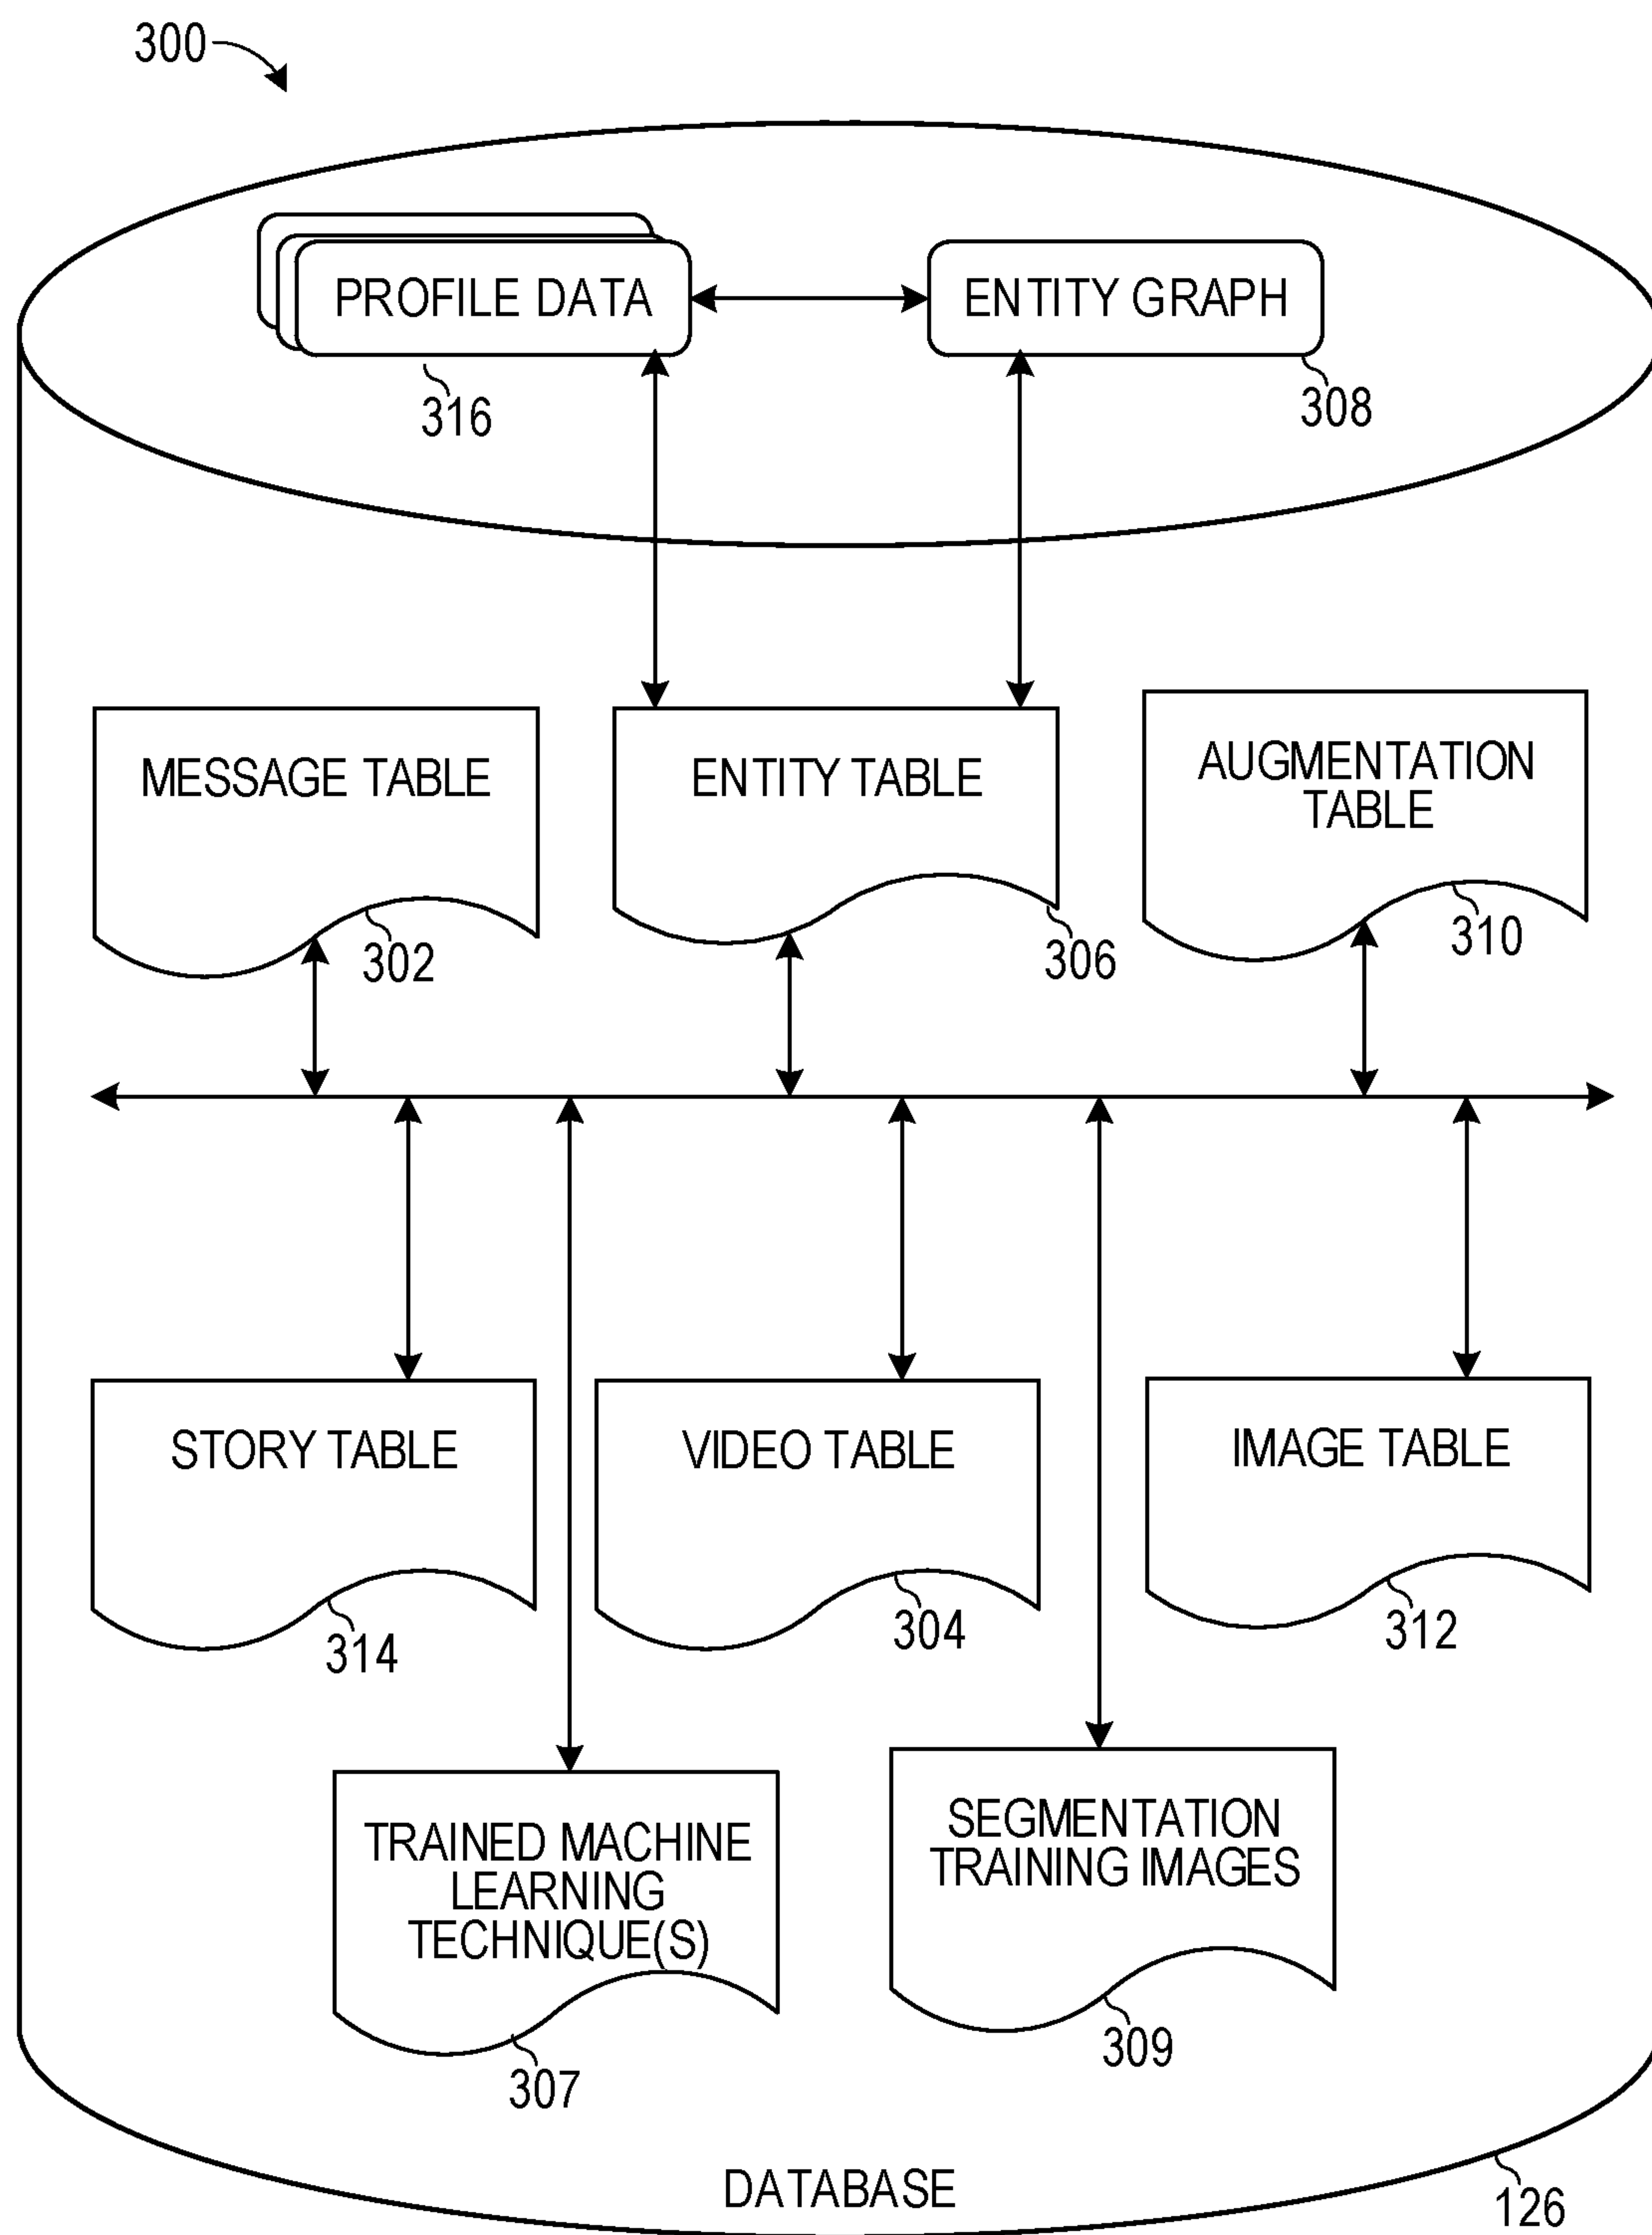 300
PROFILE DATA
ENTITY GRAPH
316
308
MESSAGE TABLE
ENTITY TABLE
AUGMENTATION
TABLE
302
306
310
STORY TABLE
VIDEO TABLE
IMAGE TABLE
314
304
312
TRAINED MACHINE
LEARNING
TECHNIQUE(S)
SEGMENTATION
TRAINING IMAGES
307
309
DATABASE
126